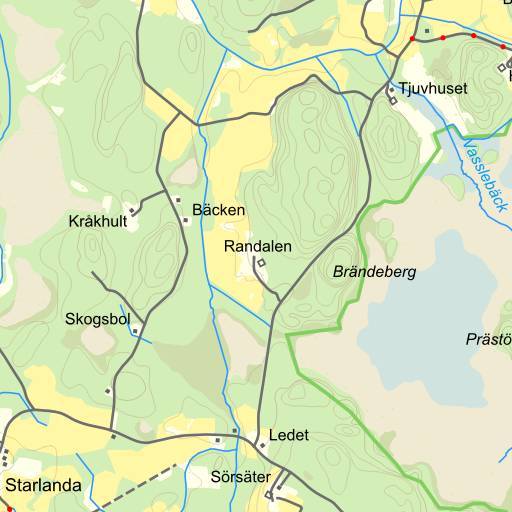 Tjuvhuset
Vasslebäck
Bäcken
Kråkhult
Randalen
Brändeberg
Skogsbol
Prästö
Ledet
Sörsäter
Starlanda